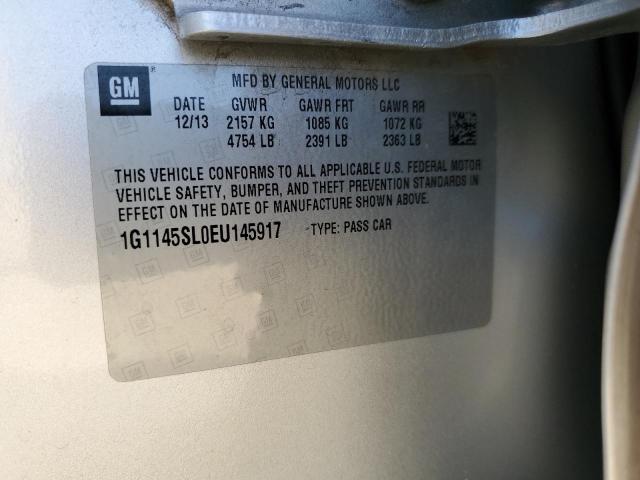 GM
MFD BY GENERAL MOTORS LLC
DATE GVWR GAWR FRT GAWR RR
12/13 2157 KG 1085 KG 1072 KG
4754 LB 2391 LB 2363 LB
THIS VEHICLE CONFORMS TO ALL APPLICABLE U.S. FEDERAL MOTOR
VEHICLE SAFETY, BUMPER, AND THEFT PREVENTION STANDARDS IN
EFFECT ON THE DATE OF MANUFACTURE SHOWN ABOVE.
1G1145SL0EU145917 TYPE: PASS CAR